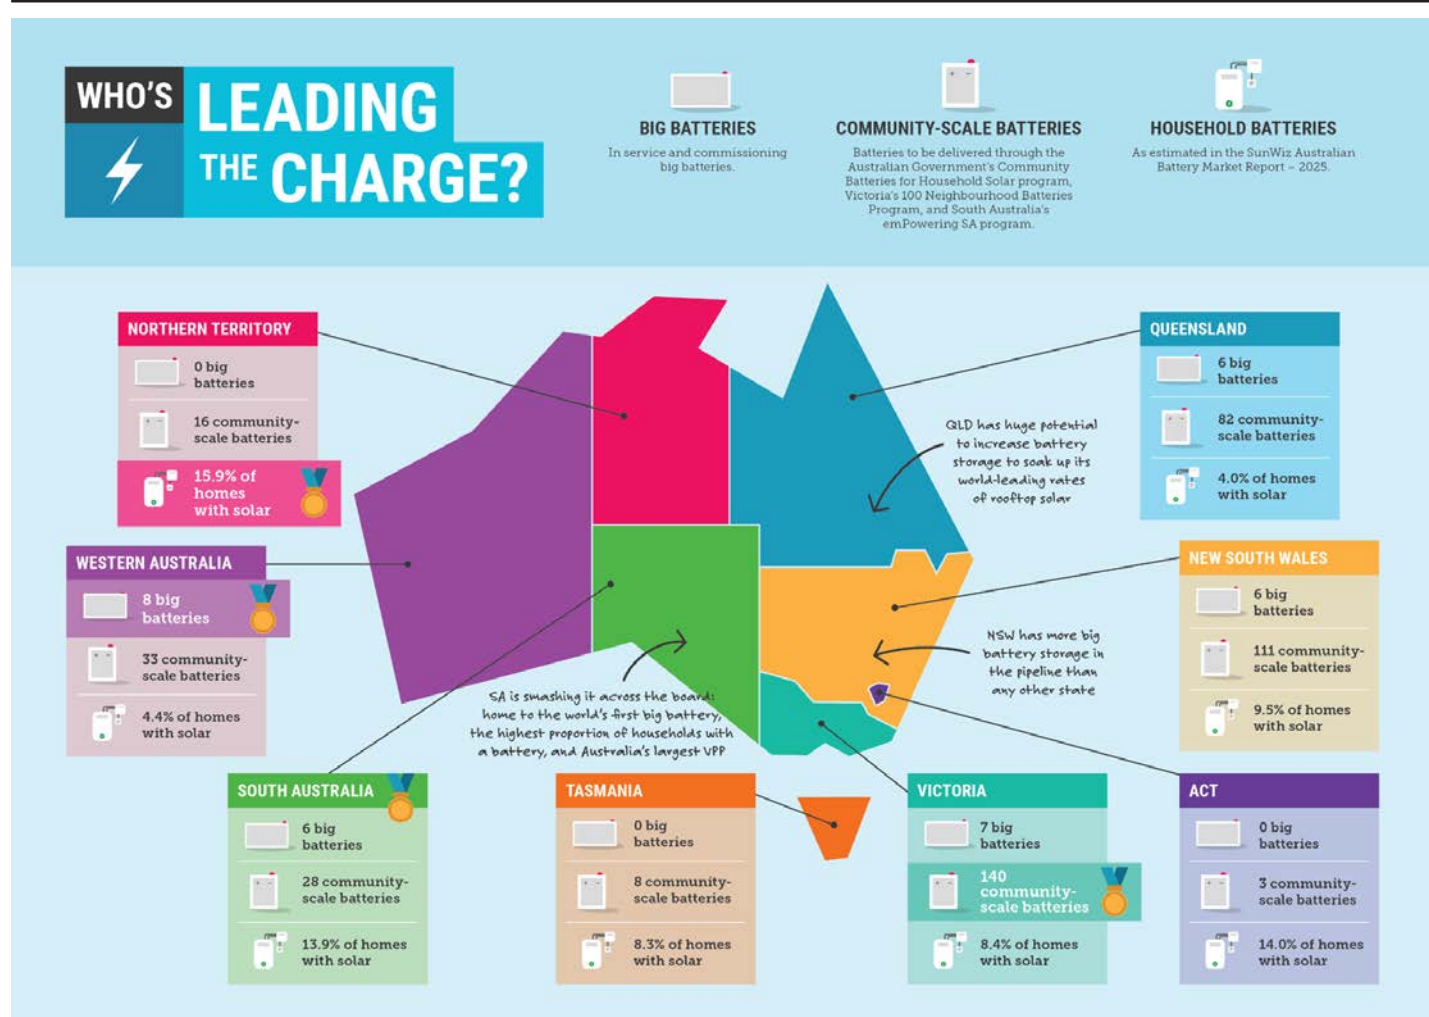 WHO'S
LEADING
THE CHARGE?
BIG BATTERIES
In service and commissioning
big batteries.
COMMUNITY-SCALE BATTERIES
Batteries to be delivered through the
Australian Government's Community
Batteries for Household Solar program,
Victoria's 100 Neighbourhood Batteries
Program, and South Australia's
emPowering SA program.
HOUSEHOLD BATTERIES
As estimated in the SunWiz Australian
Battery Market Report – 2025.
NORTHERN TERRITORY
0 big
batteries
16 community-
scale batteries
15.9% of
homes
with solar
QUEENSLAND
6 big
batteries
82 community-
scale batteries
4.0% of homes
with solar
QLD has huge potential
to increase battery
storage to soak up its
world-leading rates
of rooftop solar
WESTERN AUSTRALIA
8 big
batteries
33 community-
scale batteries
4.4% of homes
with solar
NEW SOUTH WALES
6 big
batteries
111 community-
scale batteries
9.5% of homes
with solar
NSW has more big
battery storage in
the pipeline than
any other state
SA is smashing it across the board:
home to the world's first big battery,
the highest proportion of households with
a battery, and Australia's largest VPP
SOUTH AUSTRALIA
6 big
batteries
28 community-
scale batteries
13.9% of homes
with solar
TASMANIA
0 big
batteries
8 community-
scale batteries
8.3% of homes
with solar
VICTORIA
7 big
batteries
140
community-
scale batteries
8.4% of homes
with solar
ACT
0 big
batteries
3 community-
scale batteries
14.0% of homes
with solar